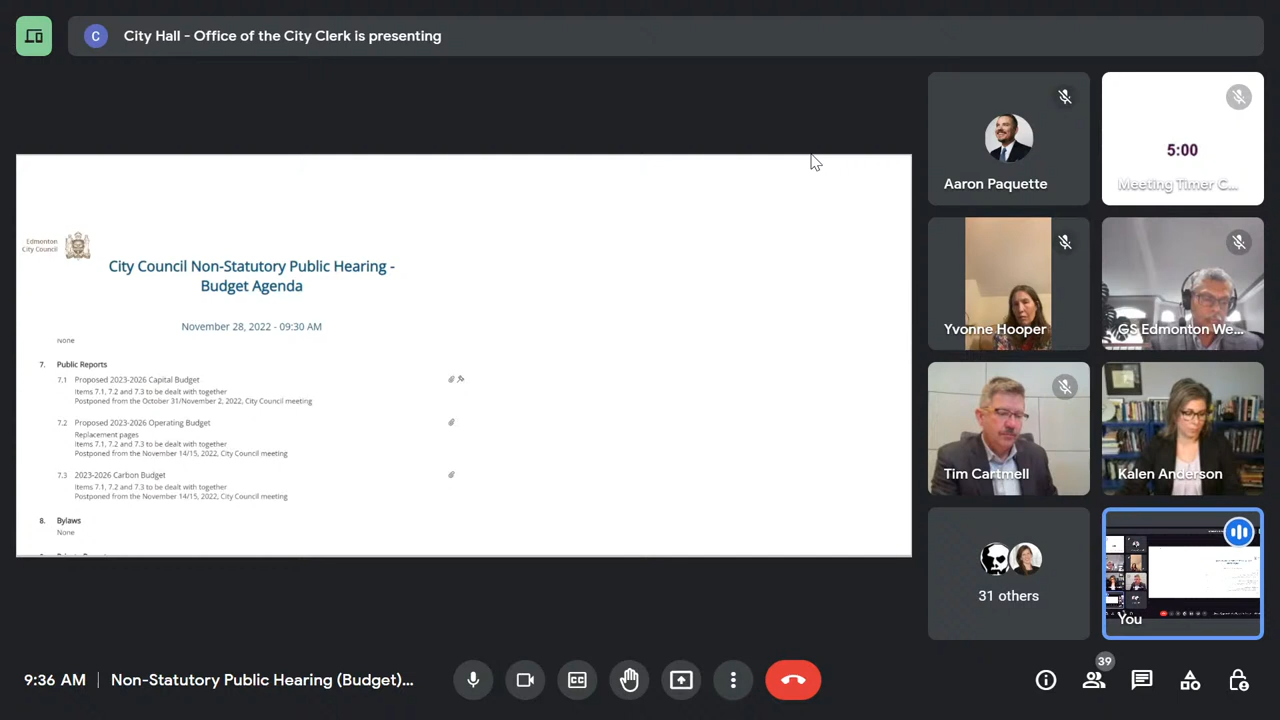 C
City Hall - Office of the City Clerk is presenting
Edmonton
City Council
City Council Non-Statutory Public Hearing -
Budget Agenda
November 28, 2022 - 09:30 AM
None
7. Public Reports
7.1 Proposed 2023-2026 Capital Budget
Items 7.1, 7.2 and 7.3 to be dealt with together
Postponed from the October 31/November 2, 2022, City Council meeting
7.2 Proposed 2023-2026 Operating Budget
Replacement pages
Items 7.1, 7.2 and 7.3 to be dealt with together
Postponed from the November 14/15, 2022, City Council meeting
7.3 2023-2026 Carbon Budget
Items 7.1, 7.2 and 7.3 to be dealt with together
Postponed from the November 14/15, 2022, City Council meeting
8. Bylaws
None
Aaron Paquette
5:00
Meeting Timer C...
Yvonne Hooper
GS Edmonton We...
Tim Cartmell
Kalen Anderson
31 others
You
9:36 AM | Non-Statutory Public Hearing (Budget)...
39